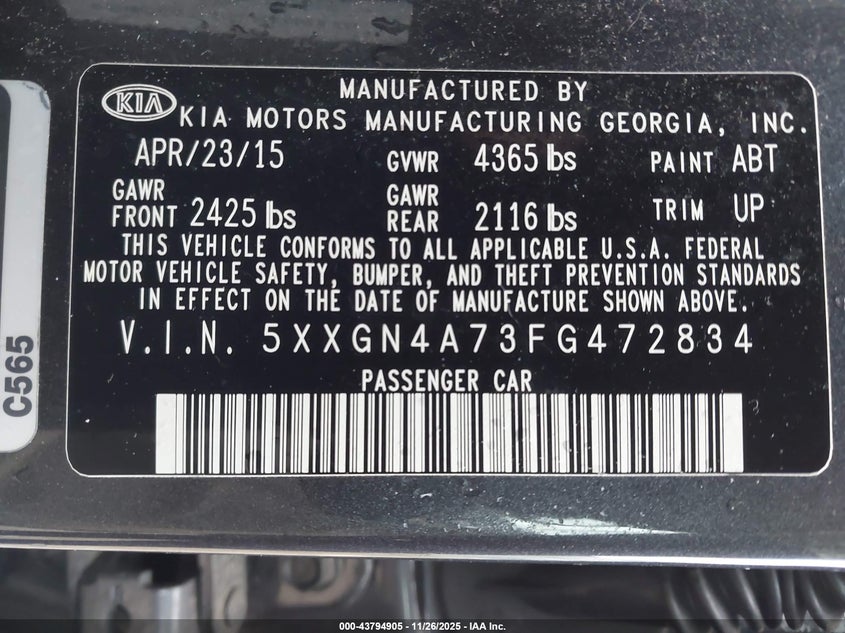 MANUFACTURED BY
KIA KIA MOTORS MANUFACTURING GEORGIA, INC.
APR/23/15 GVWR 4365 lbs PAINT ABT
GAWR FRONT 2425 lbs GAWR REAR 2116 lbs TRIM UP
THIS VEHICLE CONFORMS TO ALL APPLICABLE U.S.A. FEDERAL
MOTOR VEHICLE SAFETY, BUMPER, AND THEFT PREVENTION STANDARDS
IN EFFECT ON THE DATE OF MANUFACTURE SHOWN ABOVE.
V.I.N. 5XXGN4A73FG472834
PASSENGER CAR
C565
000-43794905 - 11/26/2025 - IAA Inc.